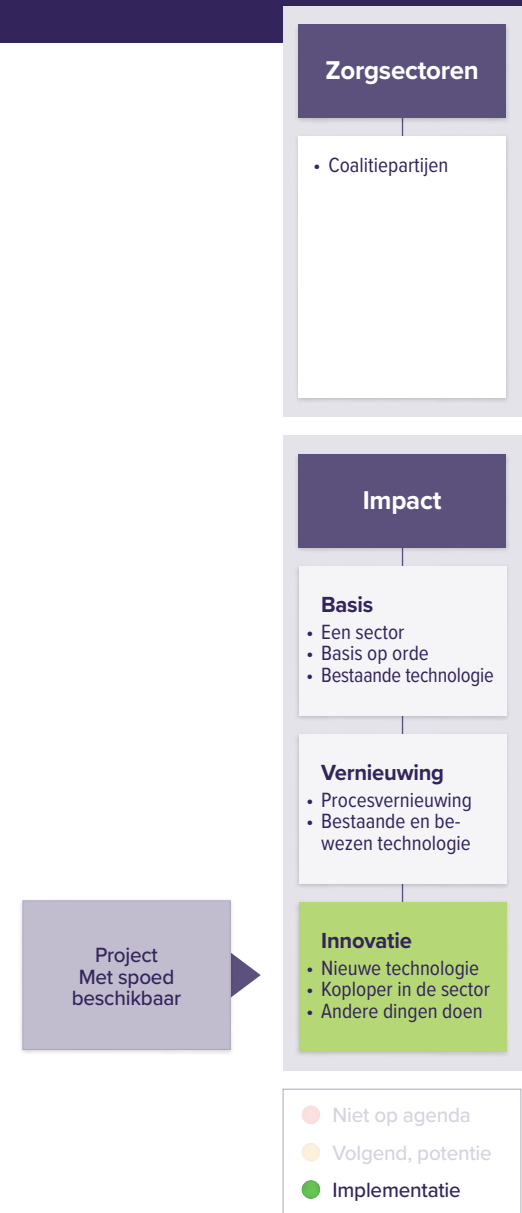 Zorgsectoren
• Coalitiepartijen
Impact
Basis
• Een sector
• Basis op orde
• Bestaande technologie
Vernieuwing
• Procesvernieuwing
• Bestaande en be-
wezen technologie
Project
Met spoed
beschikbaar
Innovatie
• Nieuwe technologie
• Koploper in de sector
• Andere dingen doen
Niet op agenda
Volgend, potentie
Implementatie